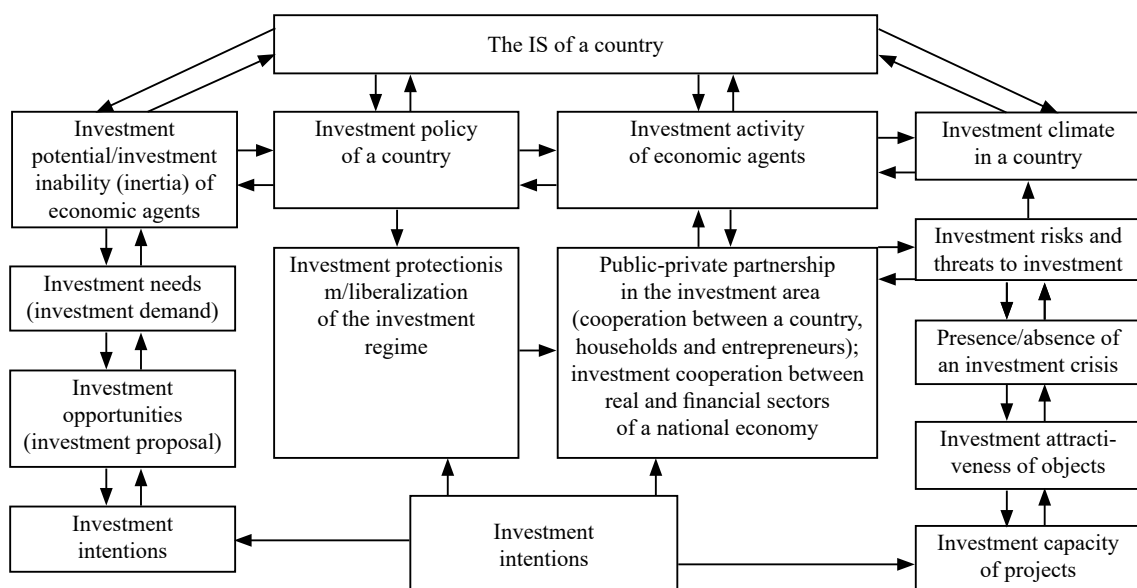 The IS of a country
Investment
potential/investment
inability (inertia) of
economic agents
Investment policy
of a country
Investment activity
of economic agents
Investment climate
in a country
Investment needs
(investment demand)
Investment protectionis
m/liberalization
of the investment
regime
Public-private partnership
in the investment area
(cooperation between a country,
households and entrepreneurs);
investment cooperation between
real and financial sectors
of a national economy
Investment risks and
threats to investment
Presence/absence of
an investment crisis
Investment
opportunities
(investment proposal)
Investment attracti-
veness of objects
Investment
intentions
Investment
intentions
Investment capacity
of projects